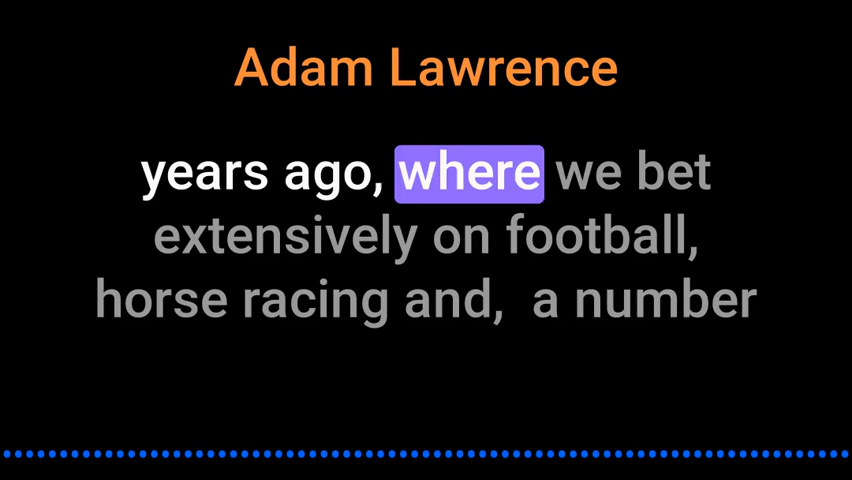 Adam Lawrence
years ago, where we bet
extensively on football,
horse racing and, a number